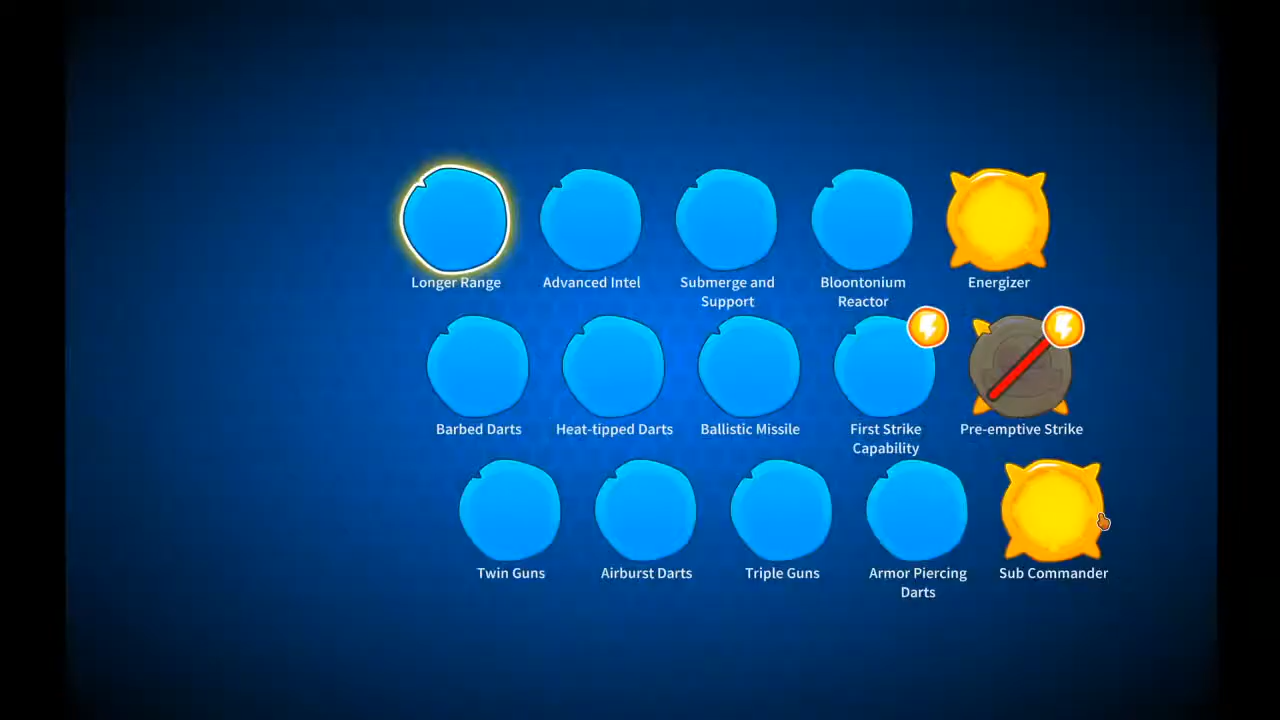 Longer Range
Advanced Intel
Submerge and
Support
Bloontonium
Reactor
Energizer
Barbed Darts
Heat-tipped Darts
Ballistic Missile
First Strike
Capability
Pre-emptive Strike
Twin Guns
Airburst Darts
Triple Guns
Armor Piercing
Darts
Sub Commander